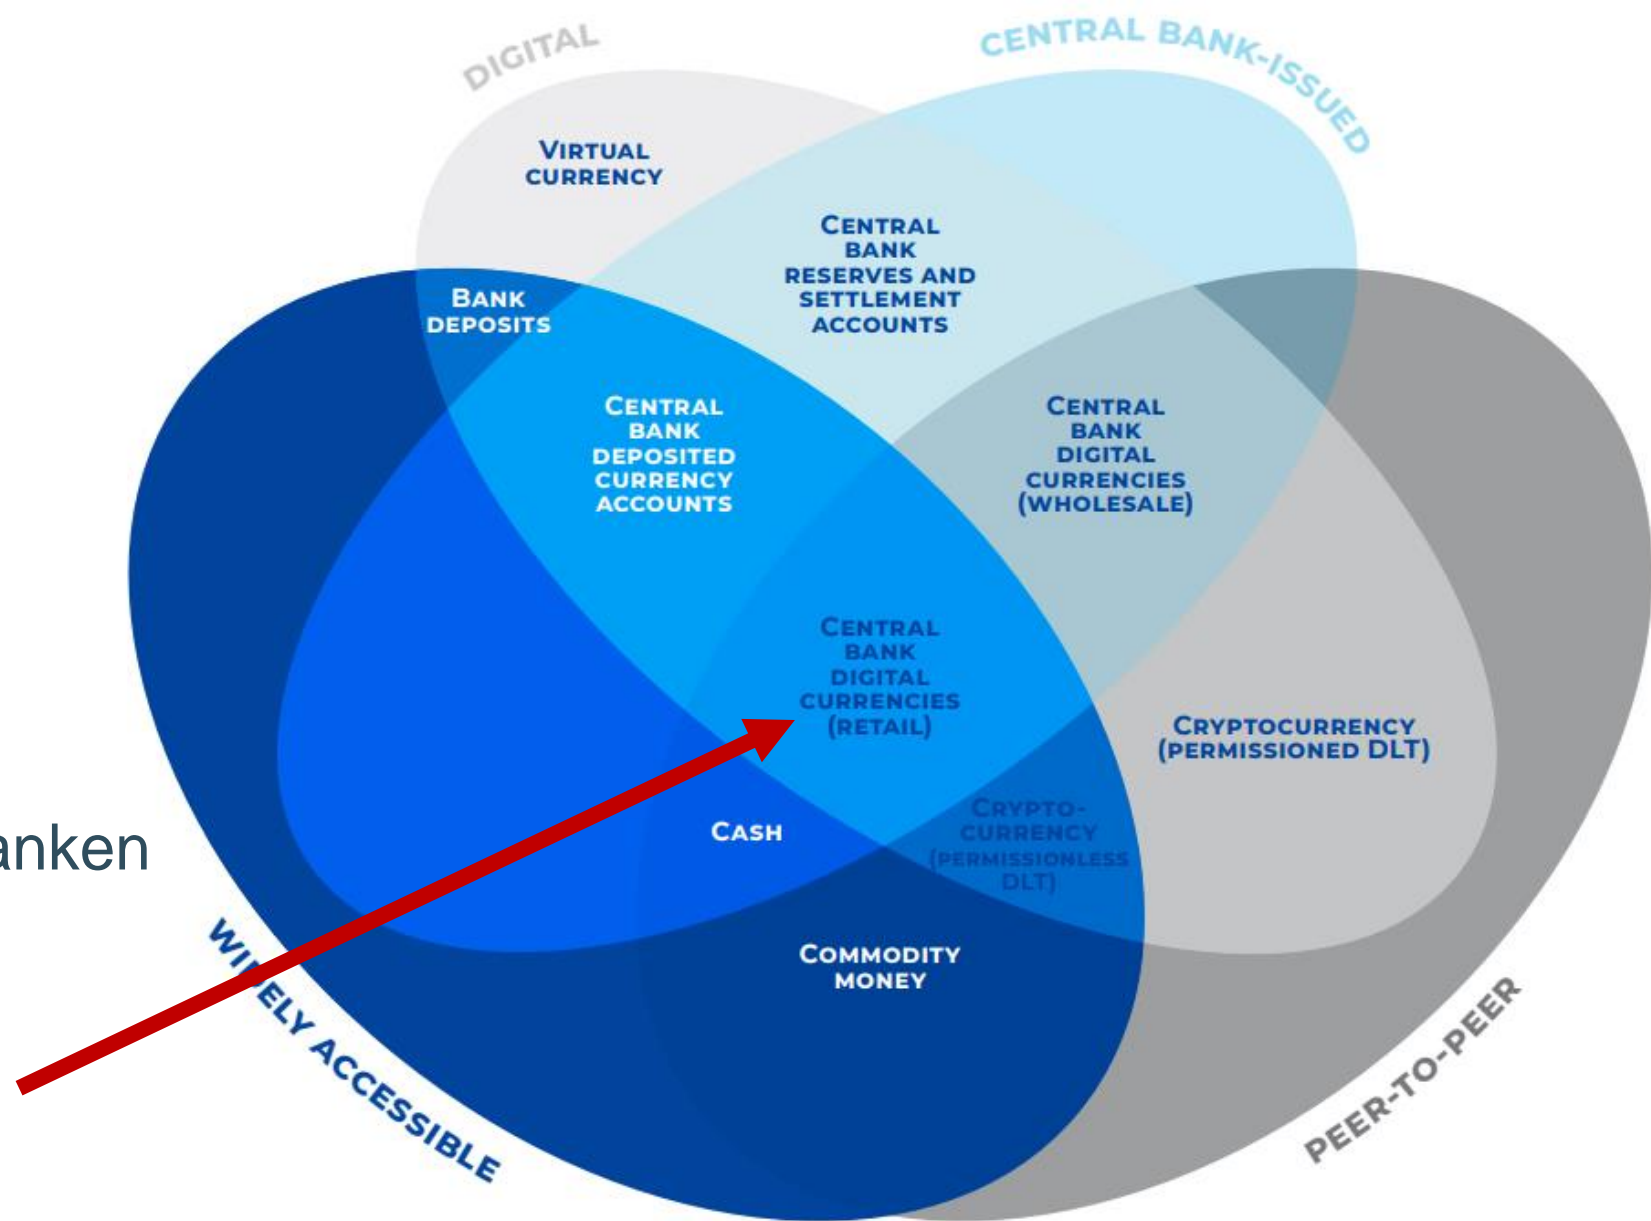 DIGITAL
CENTRAL BANK-ISSUED
VIRTUAL
CURRENCY
CENTRAL
BANK
RESERVES AND
SETTLEMENT
ACCOUNTS
BANK
DEPOSITS
CENTRAL
BANK
DEPOSITED
CURRENCY
ACCOUNTS
CENTRAL
BANK
DIGITAL
CURRENCIES
(WHOLESALE)
CENTRAL
BANK
DIGITAL
CURRENCIES
(RETAIL)
CRYPTOCURRENCY
(PERMISSIONED DLT)
CASH
CRYPTO-
CURRENCY
(PERMISSIONLESS
DLT)
anken
COMMODITY
MONEY
WIDELY ACCESSIBLE
PEER-TO-PEER